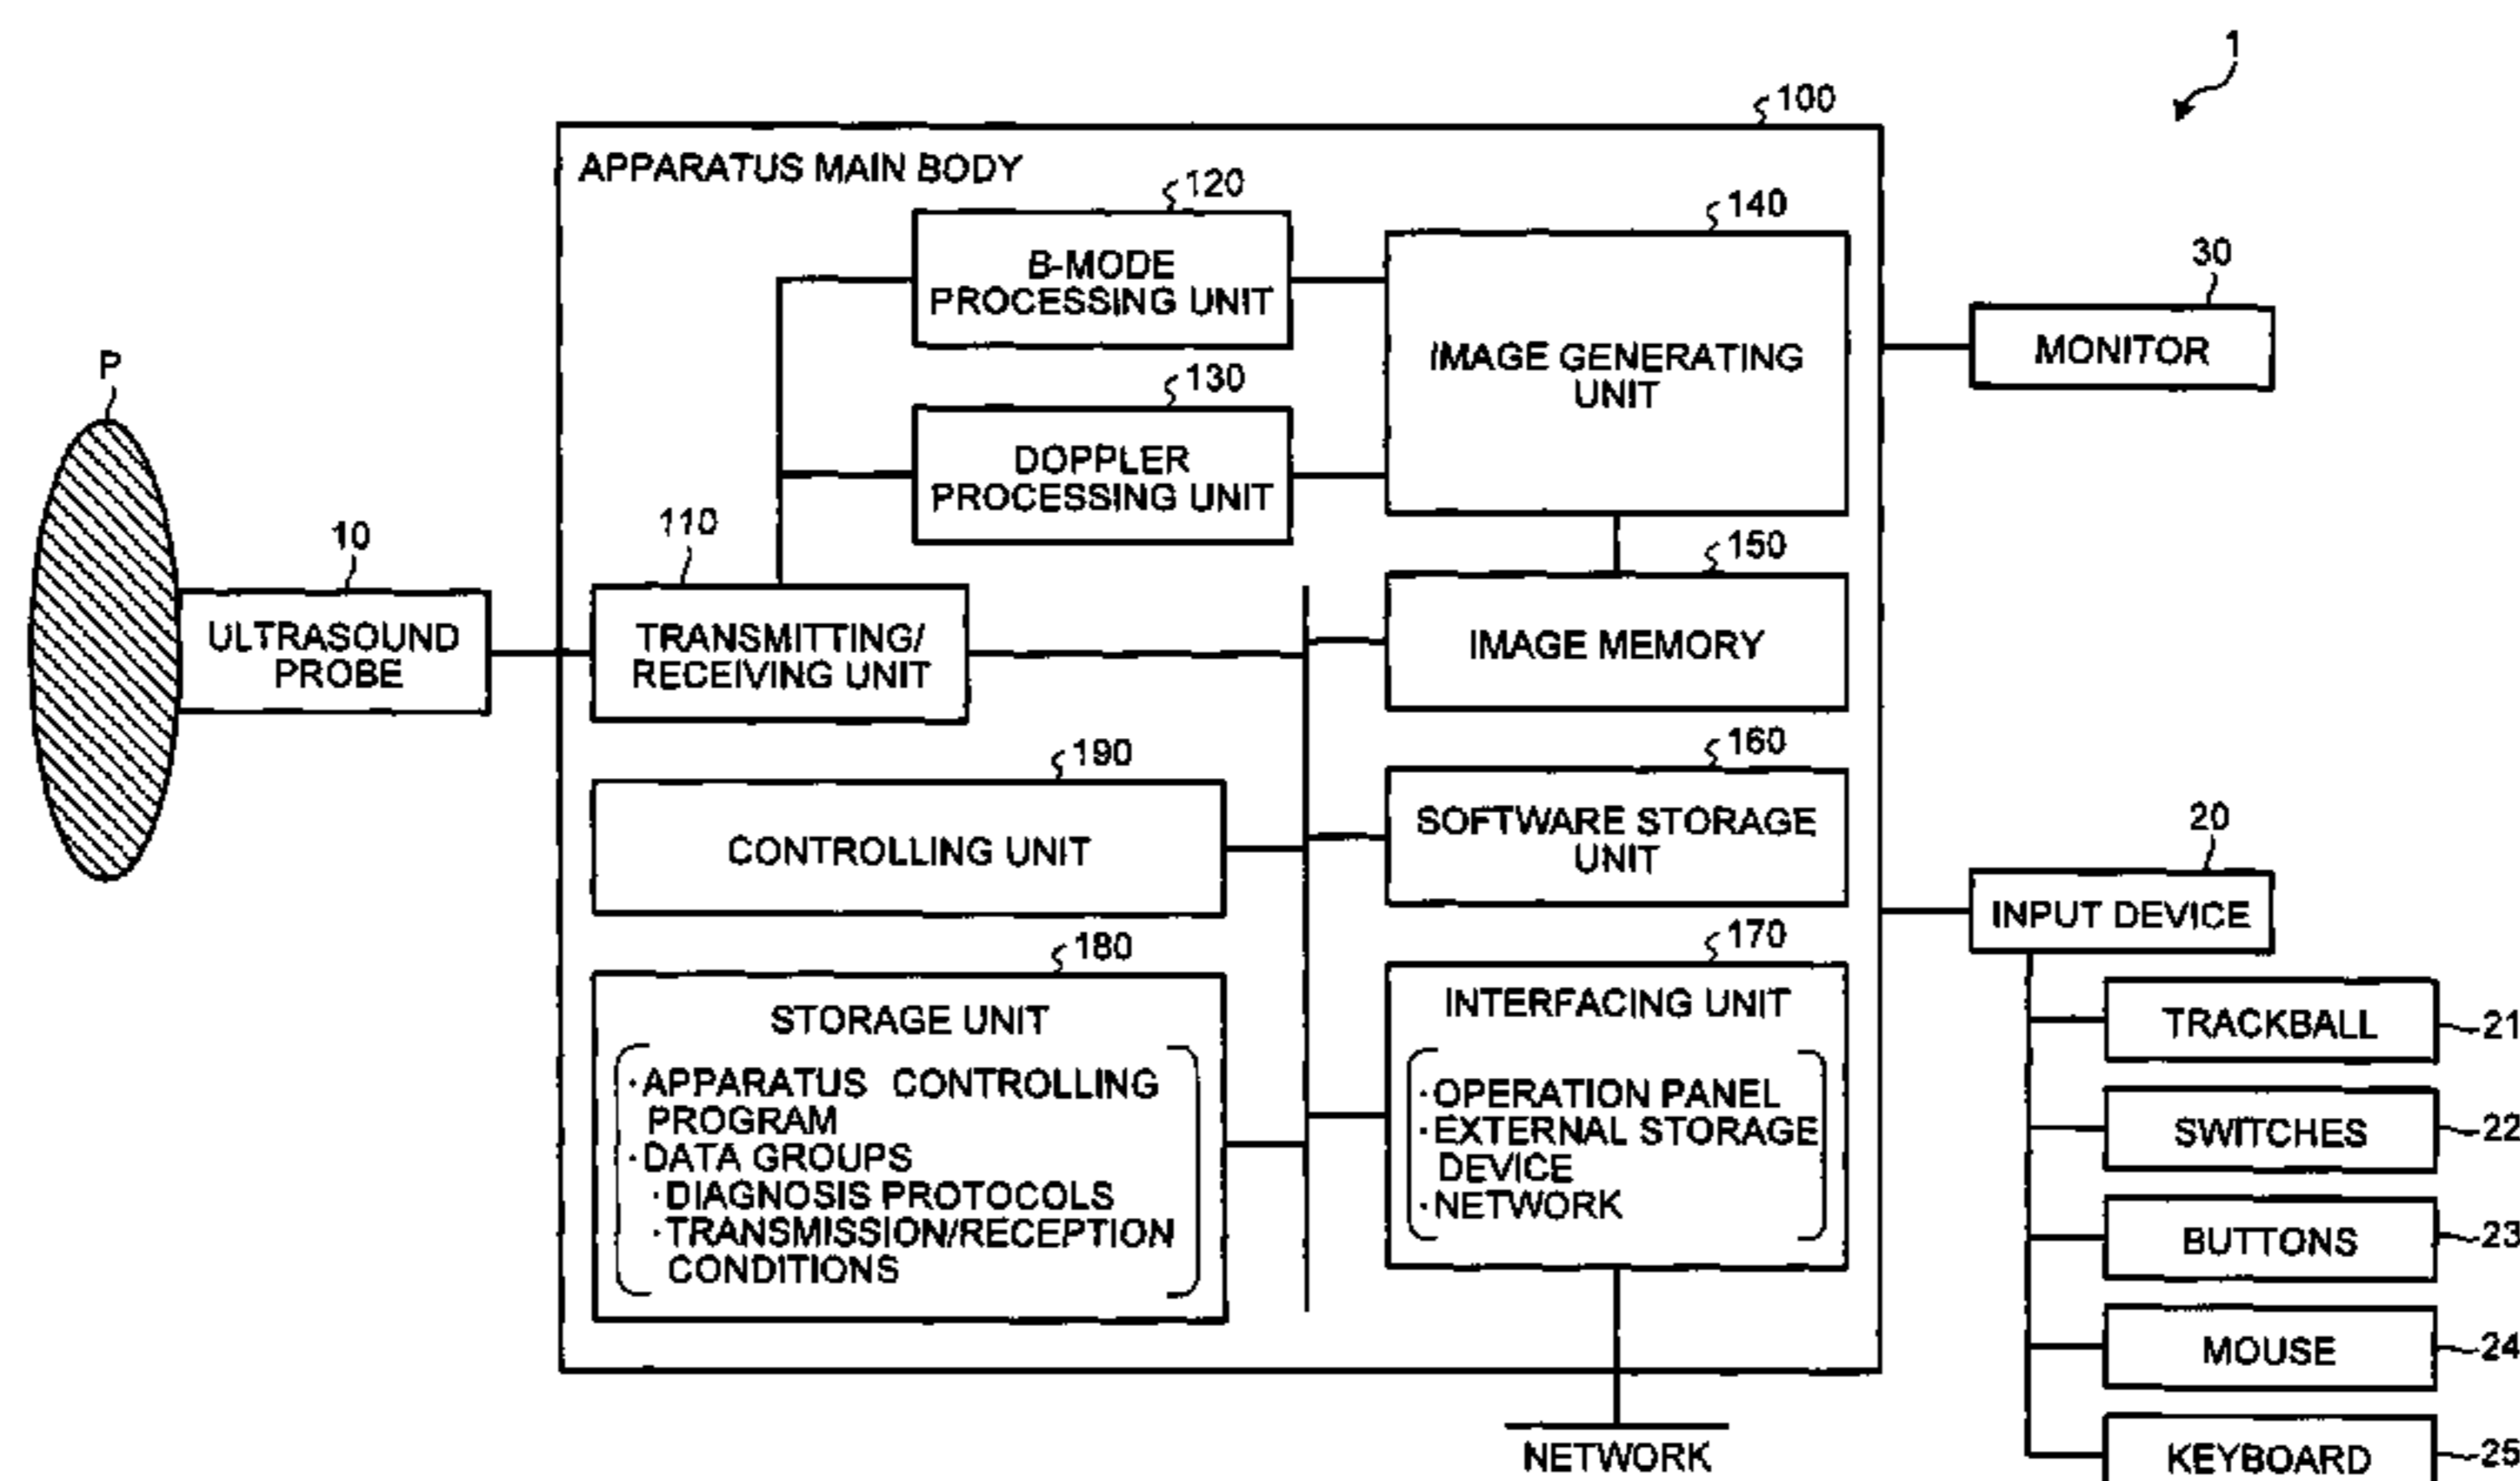 1
100
APPARATUS MAIN BODY
120
B-MODE
PROCESSING UNIT
140
IMAGE GENERATING
UNIT
30
MONITOR
P
130
DOPPLER
PROCESSING UNIT
10
ULTRASOUND
PROBE
110
TRANSMITTING/
RECEIVING UNIT
150
IMAGE MEMORY
190
CONTROLLING UNIT
160
SOFTWARE STORAGE
UNIT
20
INPUT DEVICE
180
STORAGE UNIT
·APPARATUS CONTROLLING
PROGRAM
·DATA GROUPS
·DIAGNOSIS PROTOCOLS
·TRANSMISSION/RECEPTION
CONDITIONS
170
INTERFACING UNIT
·OPERATION PANEL
·EXTERNAL STORAGE
DEVICE
·NETWORK
TRACKBALL 21
SWITCHES 22
BUTTONS 23
MOUSE 24
KEYBOARD 25
NETWORK